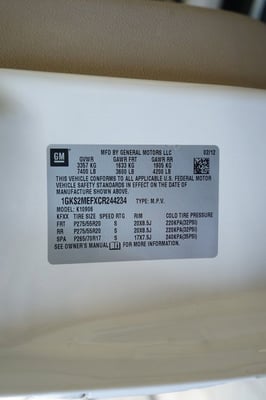 GM
MFD BY GENERAL MOTORS LLC 02/12
GVWR GAWR FRT GAWR RR
3357 KG 1633 KG 1905 KG
7400 LB 3600 LB 4200 LB
THIS VEHICLE CONFORMS TO ALL APPLICABLE U.S. FEDERAL MOTOR
VEHICLE SAFETY STANDARDS IN EFFECT ON THE DATE OF
MANUFACTURE SHOWN ABOVE.
1GKS2MEFXCR244234 TYPE: M.P.V.
MODEL: K10906
KFXX TIRE SIZE SPEED RTG RIM COLD TIRE PRESSURE
FRT P275/55R20 S 20X8.5J 220KPA(32PSI)
RR P275/55R20 S 20X8.5J 220KPA(32PSI)
SPA P265/70R17 S 17X7.5J 240KPA(35PSI)
SEE OWNER'S MANUAL FOR MORE INFORMATION.